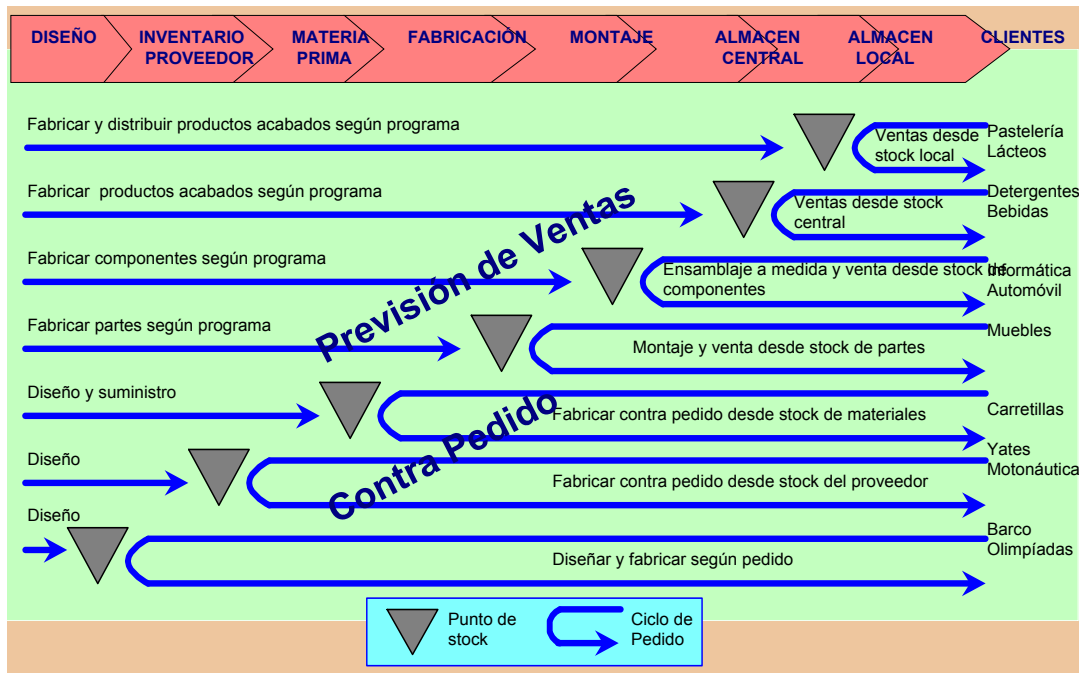 DISEÑO
INVENTARIO
PROVEEDOR
MATERIA
PRIMA
FABRICACIÓN
MONTAJE
ALMACEN
CENTRAL
ALMACEN
LOCAL
CLIENTES
Fabricar y distribuir productos acabados según programa
Ventas desde
stock local
Pastelería
Lácteos
Fabricar productos acabados según programa
Ventas desde stock
central
Detergentes
Bebidas
Previsión de Ventas
Fabricar componentes según programa
Ensamblaje a medida y venta desde stock de
componentes
Informática
Automóvil
Fabricar partes según programa
Montaje y venta desde stock de partes
Muebles
Diseño y suministro
Fabricar contra pedido desde stock de materiales
Carretillas
Contra Pedido
Diseño
Fabricar contra pedido desde stock del proveedor
Yates
Motonáutica
Diseño
Diseñar y fabricar según pedido
Barco
Olimpíadas
Punto de
stock
Ciclo de
Pedido